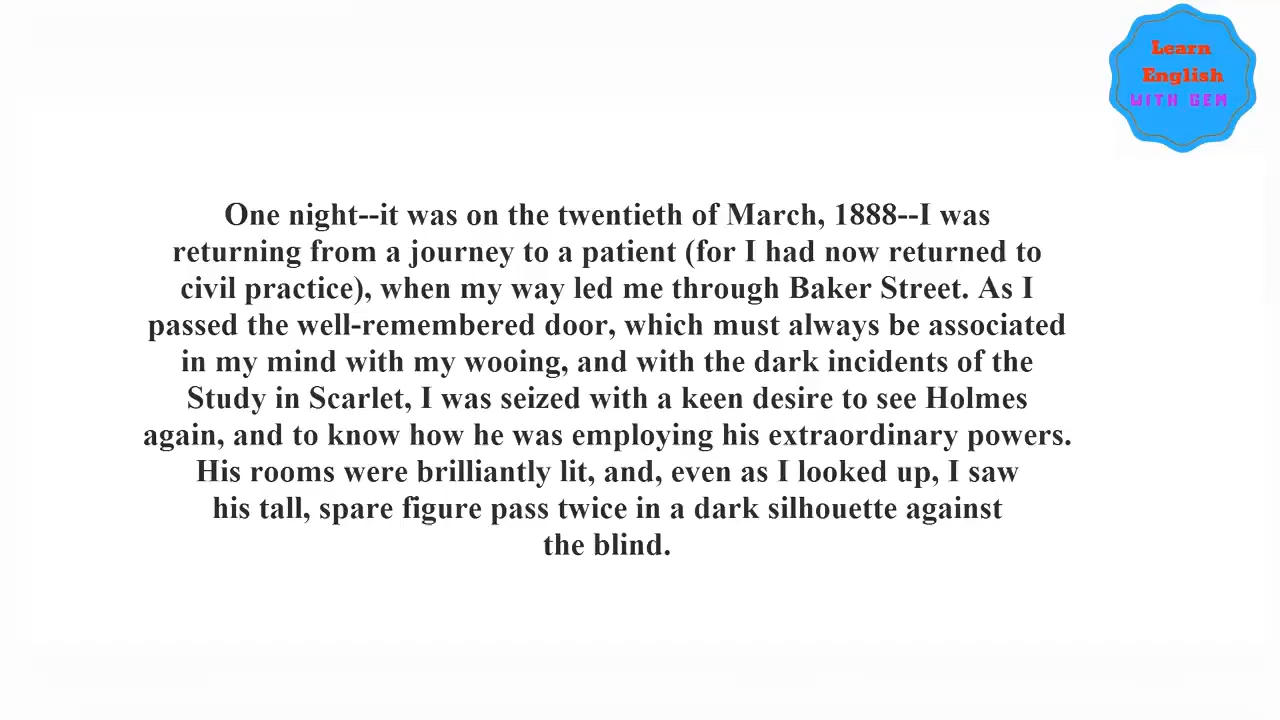 Learn
English
WITH GEM
One night--it was on the twentieth of March, 1888--I was
returning from a journey to a patient (for I had now returned to
civil practice), when my way led me through Baker Street. As I
passed the well-remembered door, which must always be associated
in my mind with my wooing, and with the dark incidents of the
Study in Scarlet, I was seized with a keen desire to see Holmes
again, and to know how he was employing his extraordinary powers.
His rooms were brilliantly lit, and, even as I looked up, I saw
his tall, spare figure pass twice in a dark silhouette against
the blind.